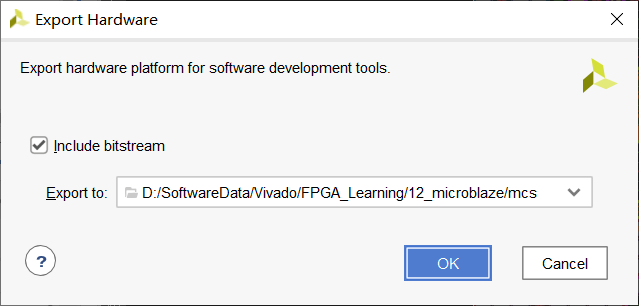 Export Hardware
Export hardware platform for software development tools.
Include bitstream
Export to: D:/SoftwareData/Vivado/FPGA_Learning/12_microblaze/mcs
?
OK
Cancel